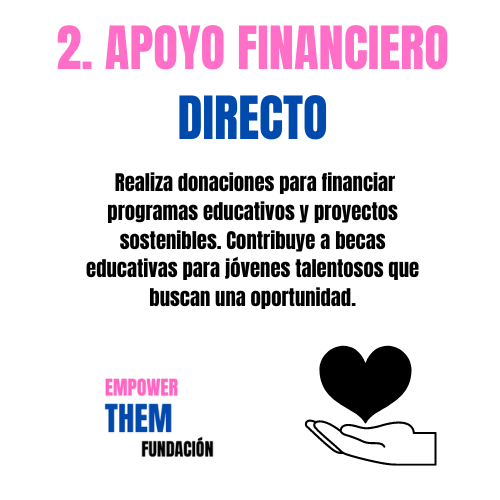 2. APOYO FINANCIERO
DIRECTO
Realiza donaciones para financiar
programas educativos y proyectos
sostenibles. Contribuye a becas
educativas para jóvenes talentosos que
buscan una oportunidad.
EMPOWER
THEM
FUNDACIÓN